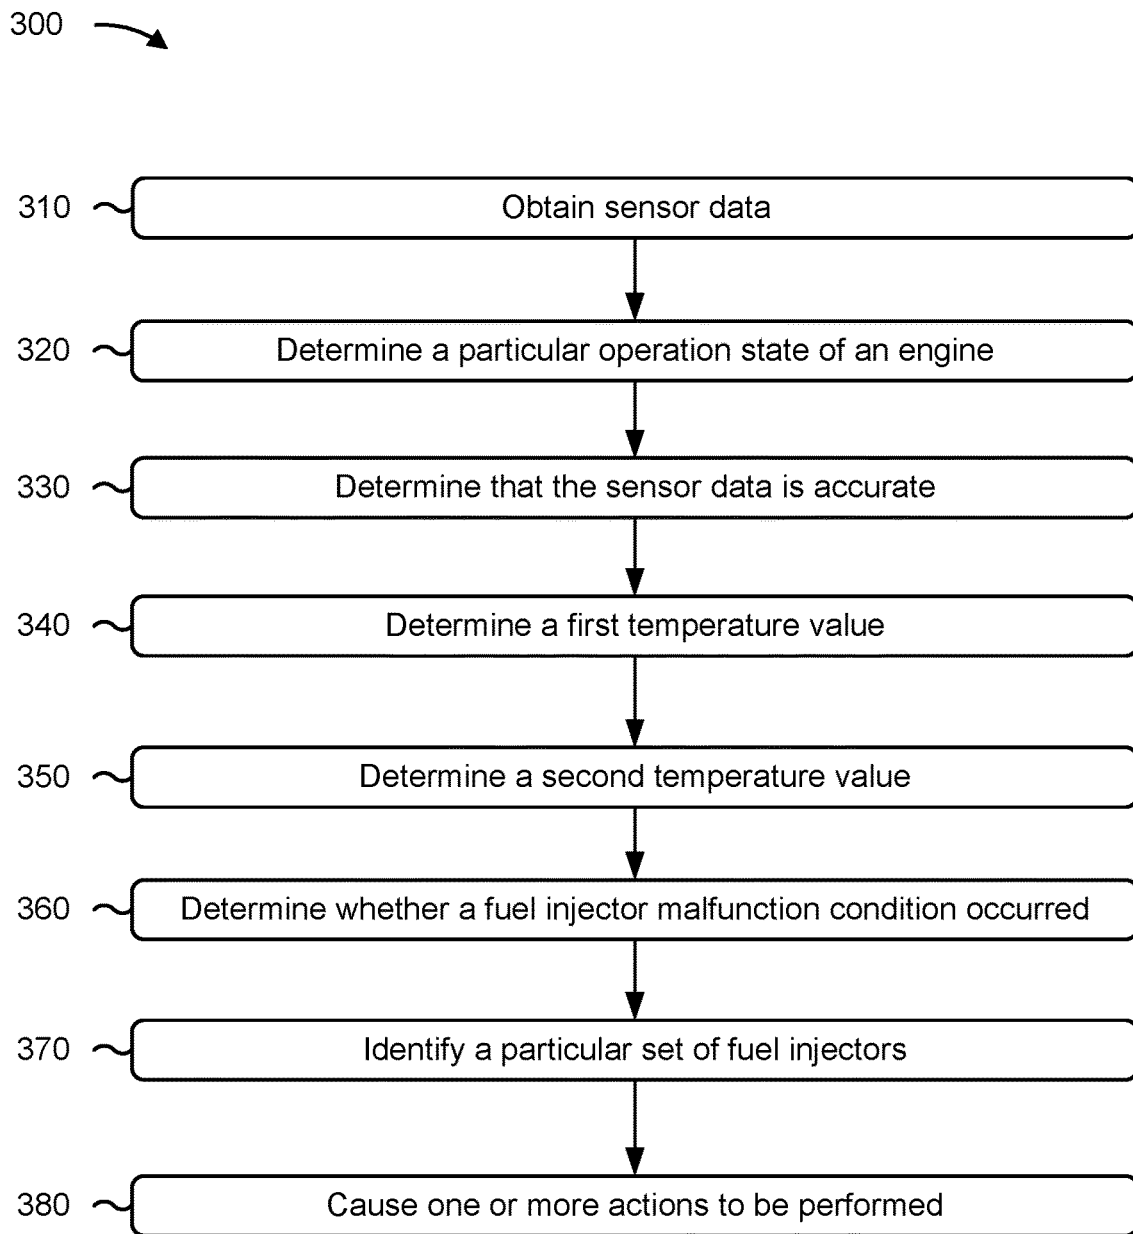 300
310 Obtain sensor data
320 Determine a particular operation state of an engine
330 Determine that the sensor data is accurate
340 Determine a first temperature value
350 Determine a second temperature value
360 Determine whether a fuel injector malfunction condition occurred
370 Identify a particular set of fuel injectors
380 Cause one or more actions to be performed